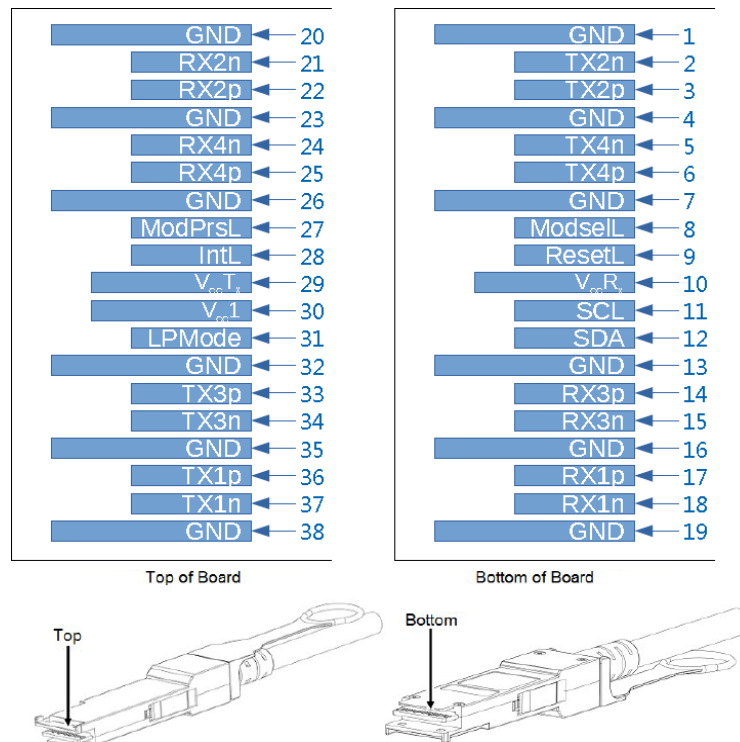 GND 20
RX2n 21
RX2p 22
GND 23
RX4n 24
RX4p 25
GND 26
ModPrsL 27
IntL 28
VccTx 29
Vcc1 30
LPMode 31
GND 32
TX3p 33
TX3n 34
GND 35
TX1p 36
TX1n 37
GND 38
Top of Board
GND 1
TX2n 2
TX2p 3
GND 4
TX4n 5
TX4p 6
GND 7
ModselL 8
ResetL 9
VccRx 10
SCL 11
SDA 12
GND 13
RX3p 14
RX3n 15
GND 16
RX1p 17
RX1n 18
GND 19
Bottom of Board
Top
Bottom